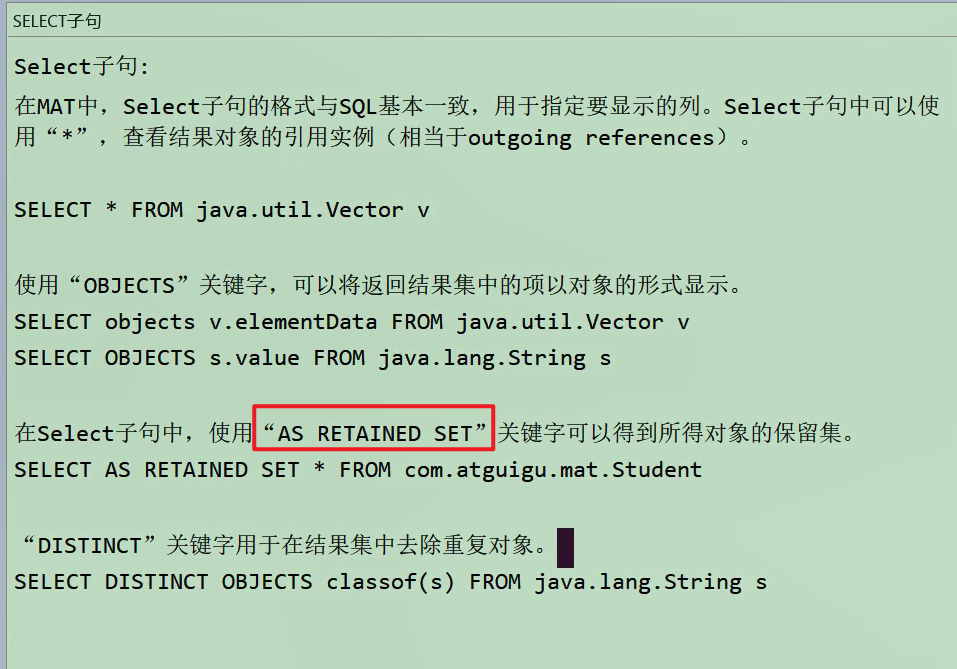 SELECT子句
Select子句:
在MAT中，Select子句的格式与SQL基本一致，用于指定要显示的列。Select子句中可以使
用“*”，查看结果对象的引用实例（相当于outgoing references）。
SELECT * FROM java.util.Vector v
使用“OBJECTS”关键字，可以将返回结果集中的项以对象的形式显示。
SELECT objects v.elementData FROM java.util.Vector v
SELECT OBJECTS s.value FROM java.lang.String s
在Select子句中，使用“AS RETAINED SET”关键字可以得到所得对象的保留集。
SELECT AS RETAINED SET * FROM com.atguigu.mat.Student
“DISTINCT”关键字用于在结果集中去除重复对象。
SELECT DISTINCT OBJECTS classof(s) FROM java.lang.String s